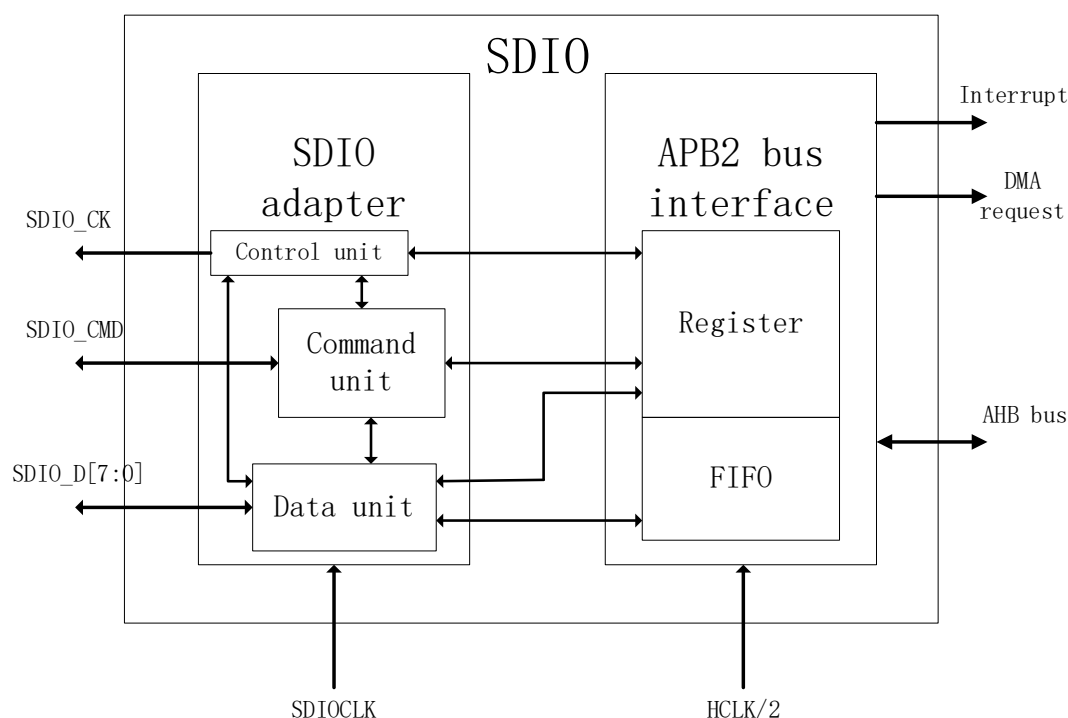 SDIO
SDIO
adapter
APB2 bus
interface
Interrupt
DMA
request
SDIO_CK
Control unit
SDIO_CMD
Command
unit
Register
AHB bus
SDIO_D[7:0]
Data unit
FIFO
SDIOCLK
HCLK/2